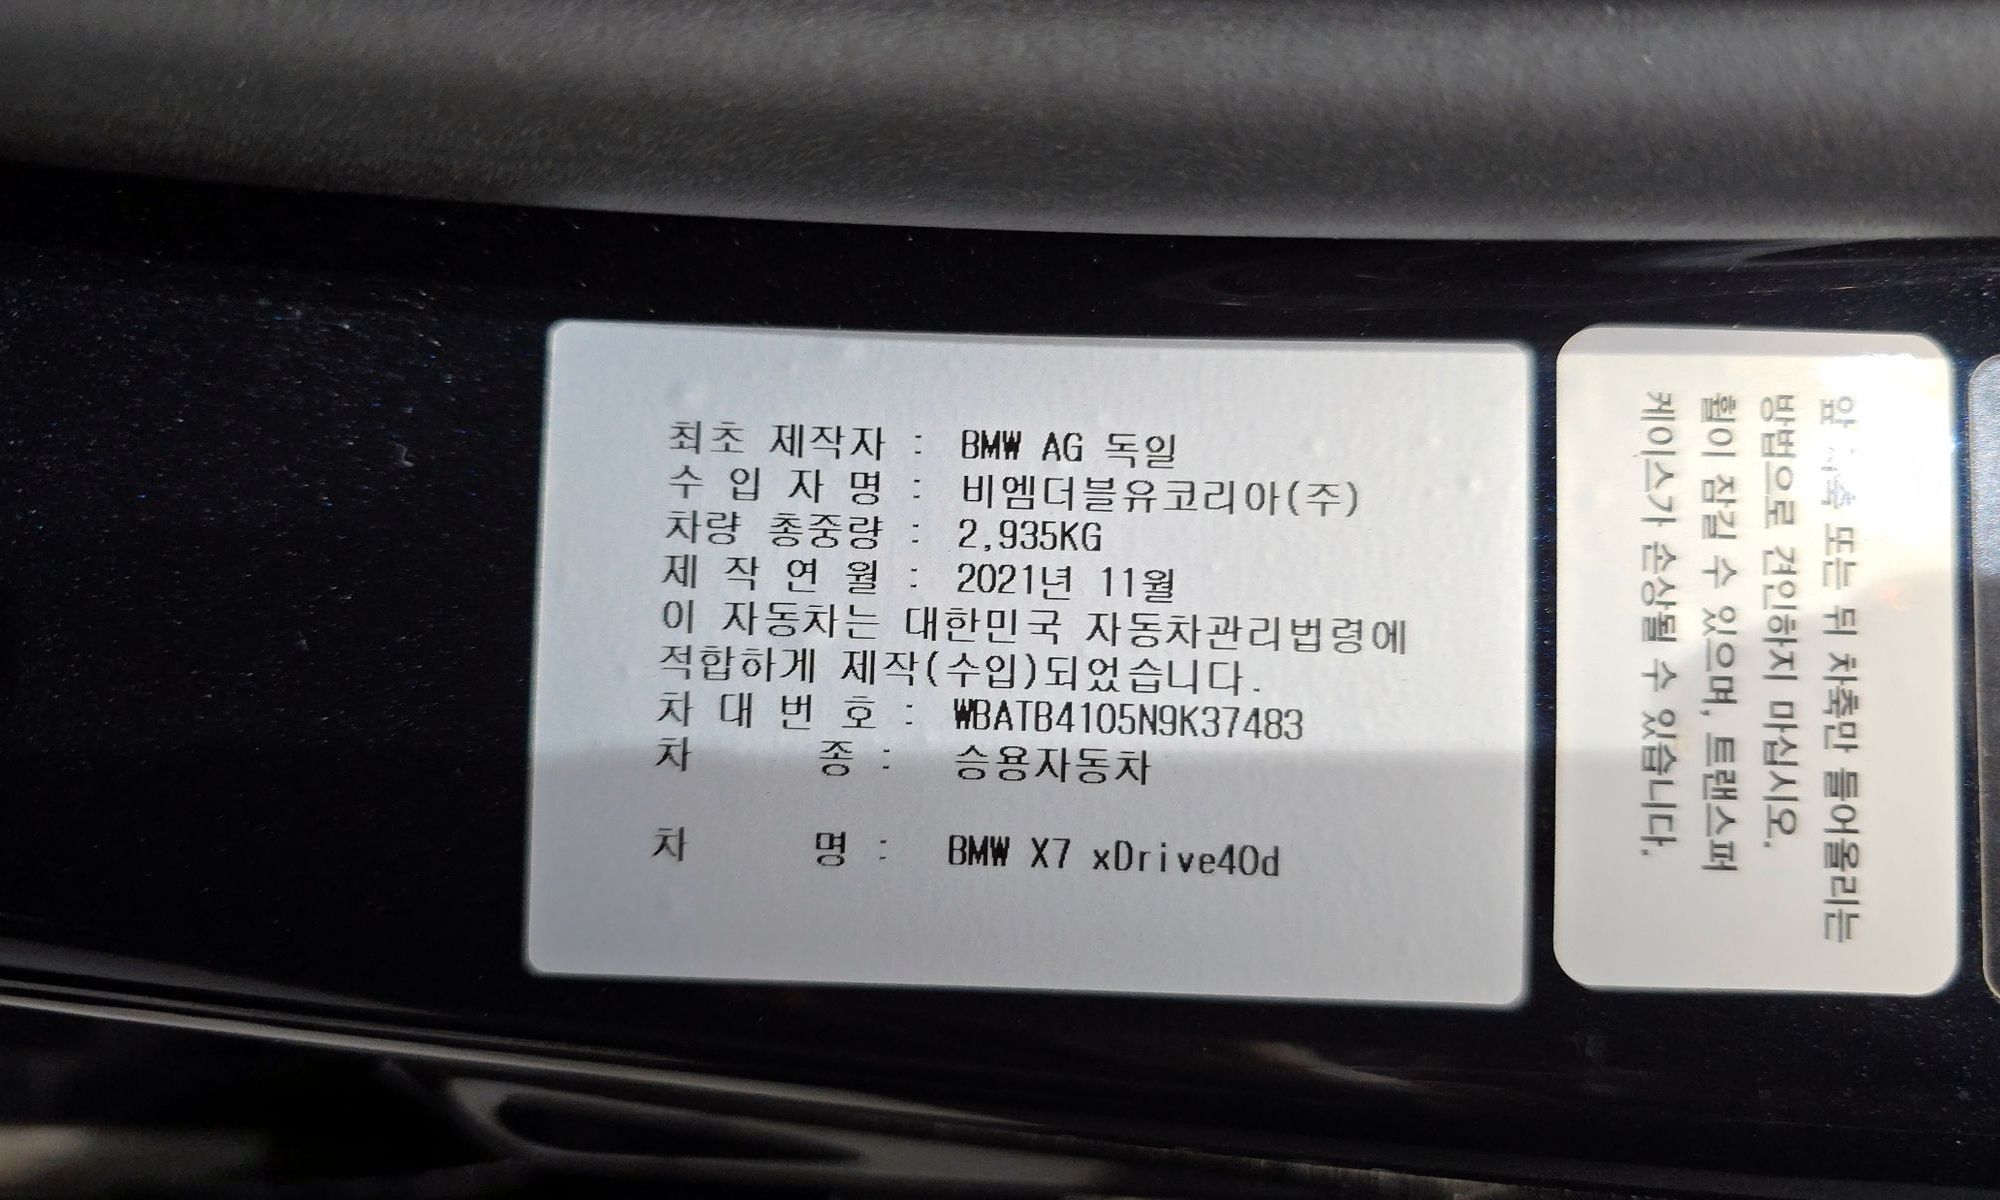 최초 제작자 : BMW AG 독일
수 입 자 명 : 비엠더블유코리아(주)
차량 총중량 : 2,935KG
제 작 연 월 : 2021년 11월
이 자동차는 대한민국 자동차관리법령에
적합하게 제작(수입)되었습니다.
차 대 번 호 : WBATB4105N9K37483
차 종 : 승용자동차
차 명 : BMW X7 xDrive40d
앞 또는 뒤 차축만 들어올리는
방법으로 견인하지 마십시오.
휠이 잠길 수 있으며, 트랜스퍼
케이스가 손상될 수 있습니다.